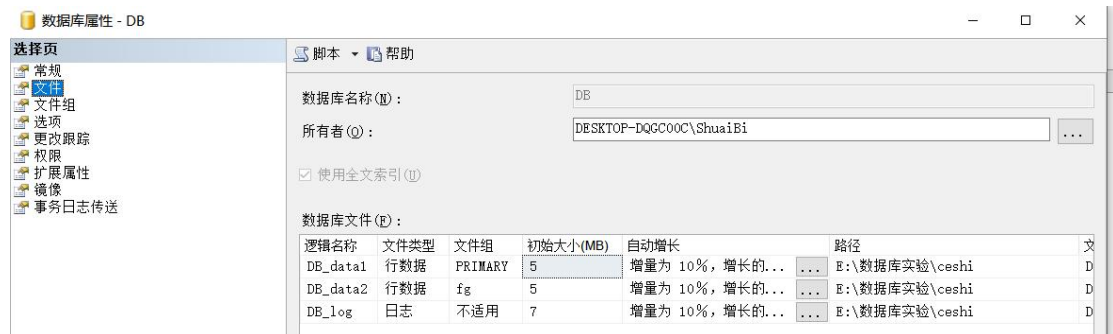 数据库属性 - DB
选择页
常规
文件
文件组
选项
更改跟踪
权限
扩展属性
镜像
事务日志传送
脚本 帮助
数据库名称(N):
DB
所有者(O):
DESKTOP-DQGC00C\ShuaiBi
...
使用全文索引(U)
数据库文件(F):
逻辑名称 文件类型 文件组 初始大小(MB) 自动增长 路径 文
DB_data1 行数据 PRIMARY 5 增量为 10%，增长的... ... E:\数据库实验\ceshi D
DB_data2 行数据 fg 5 增量为 10%，增长的... ... E:\数据库实验\ceshi D
DB_log 日志 不适用 7 增量为 10%，增长的... ... E:\数据库实验\ceshi D